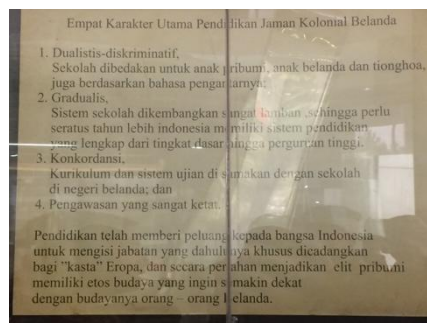 Empat Karakter Utama Pendidikan Jaman Kolonial Belanda
1. Dualistis-diskriminatif,
Sekolah dibedakan untuk anak pribumi, anak belanda dan tionghoa,
juga berdasarkan bahasa pengantarnya;
2. Gradualis,
Sistem sekolah dikembangkan sangat lamban ,sehingga perlu
seratus tahun lebih indonesia memiliki sistem pendidikan
yang lengkap dari tingkat dasar hingga perguruan tinggi.
3. Konkordansi,
Kurikulum dan sistem ujian di samakan dengan sekolah
di negeri belanda; dan
4. Pengawasan yang sangat ketat.
Pendidikan telah memberi peluang kepada bangsa Indonesia
untuk mengisi jabatan yang dahulunya khusus dicadangkan
bagi "kasta" Eropa, dan secara perlahan menjadikan elit pribumi
memiliki etos budaya yang ingin semakin dekat
dengan budayanya orang – orang Belanda.